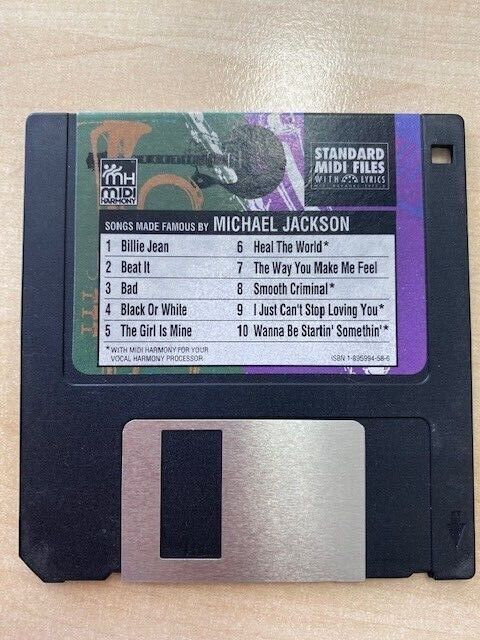 MH
MIDI
HARMONY
STANDARD
MIDI FILES
WITH LYRICS
SONGS MADE FAMOUS BY MICHAEL JACKSON
1 Billie Jean
2 Beat It
3 Bad
4 Black Or White
5 The Girl Is Mine
6 Heal The World*
7 The Way You Make Me Feel
8 Smooth Criminal*
9 I Just Can't Stop Loving You*
10 Wanna Be Startin' Somethin'*
* WITH MIDI HARMONY FOR YOUR
VOCAL HARMONY PROCESSOR
ISBN 1-895994-58-6